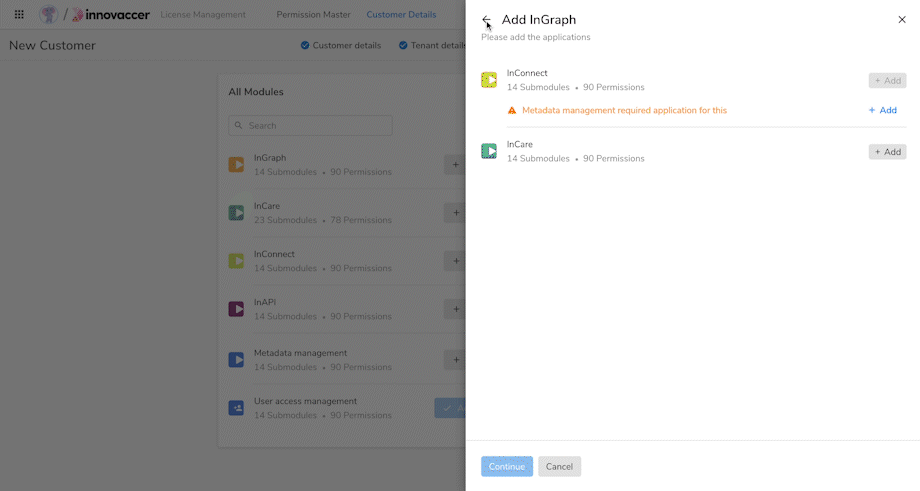 innovaccer
License Management
Permission Master
Customer Details
New Customer
Customer details
Tenant
All Modules
Search
InGraph
14 Submodules • 90 Permissions
+
InCare
23 Submodules • 78 Permissions
+
InConnect
14 Submodules • 90 Permissions
+
InAPI
14 Submodules • 90 Permissions
+
Metadata management
14 Submodules • 90 Permissions
+
User access management
14 Submodules • 90 Permissions
Add InGraph
Please add the applications
InConnect
14 Submodules • 90 Permissions
+ Add
Metadata management required application for this
+ Add
InCare
14 Submodules • 90 Permissions
+ Add
Continue
Cancel